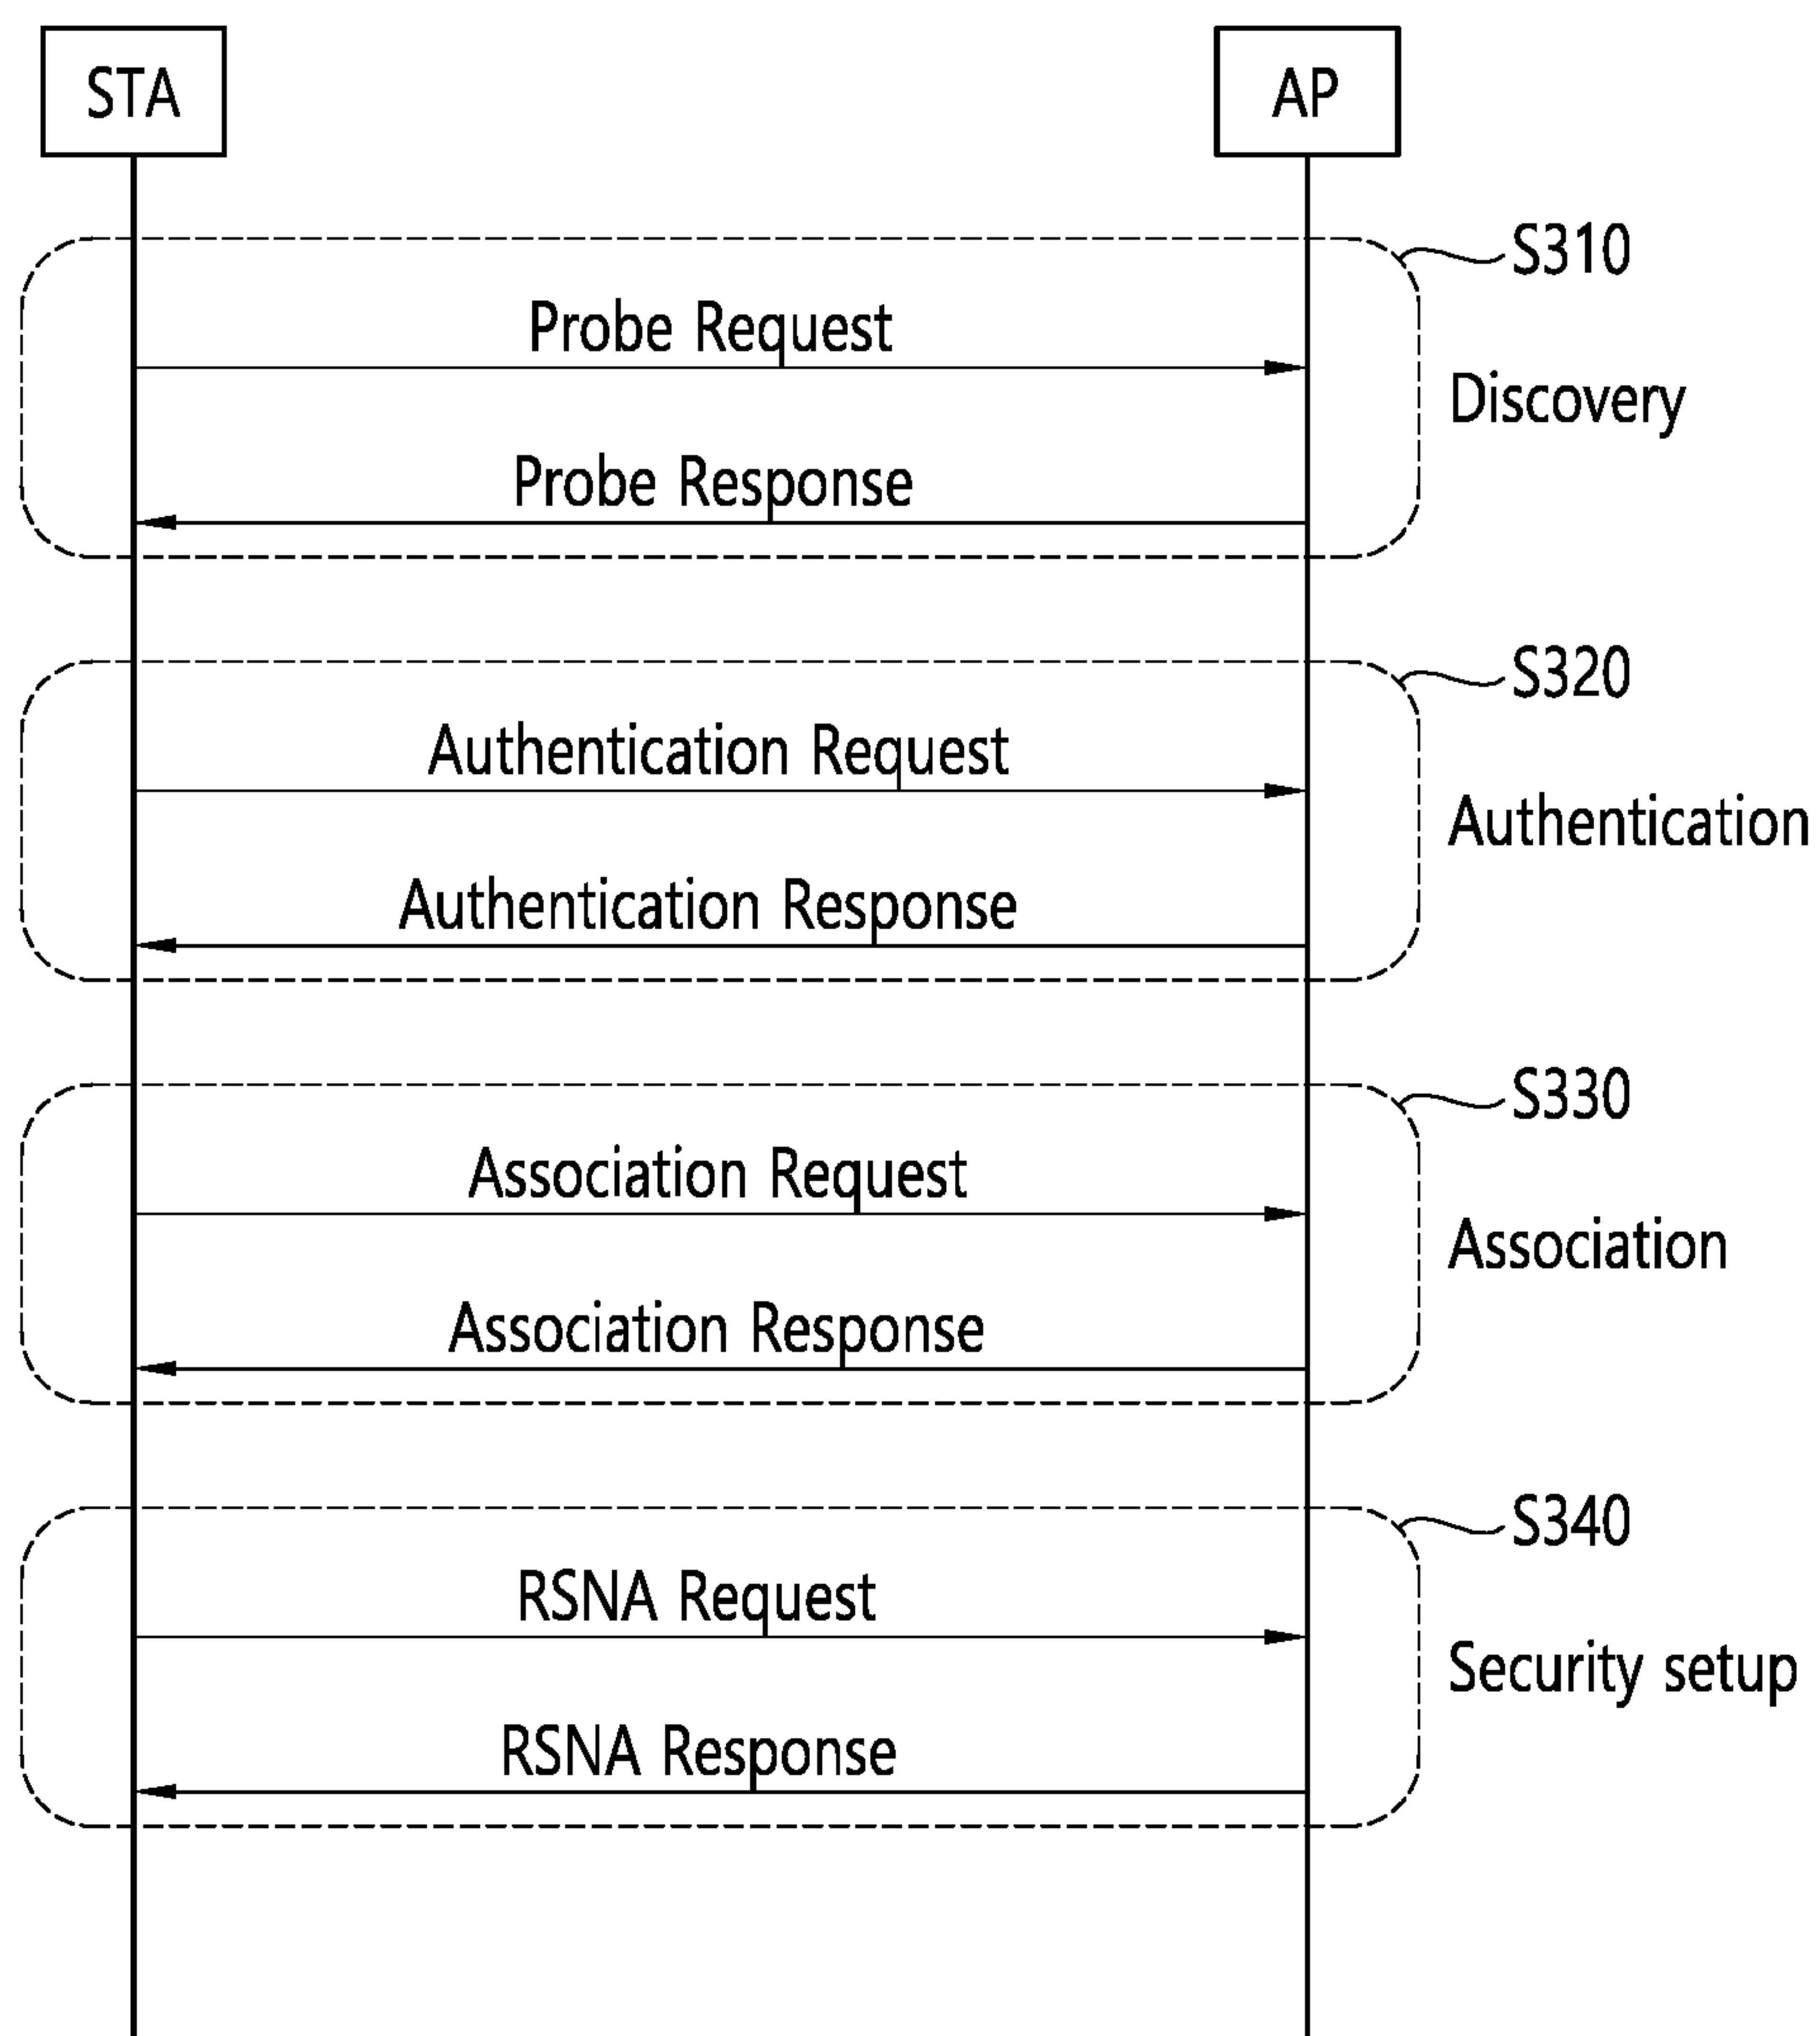 STA
AP
S310
Probe Request
Discovery
Probe Response
S320
Authentication Request
Authentication
Authentication Response
S330
Association Request
Association
Association Response
S340
RSNA Request
Security setup
RSNA Response